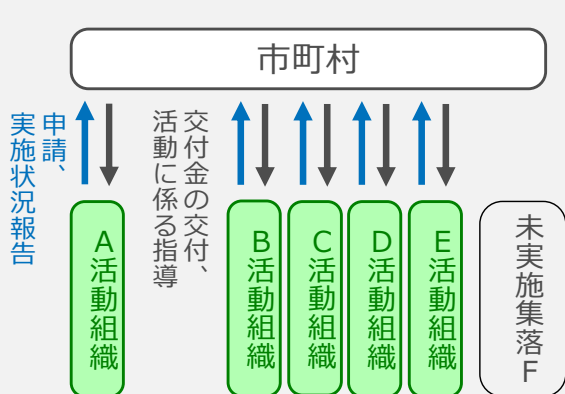 市町村
申請、
実施状況報告
交付金の交付、
活動に係る指導
A活動組織
B活動組織
C活動組織
D活動組織
E活動組織
未実施集落F